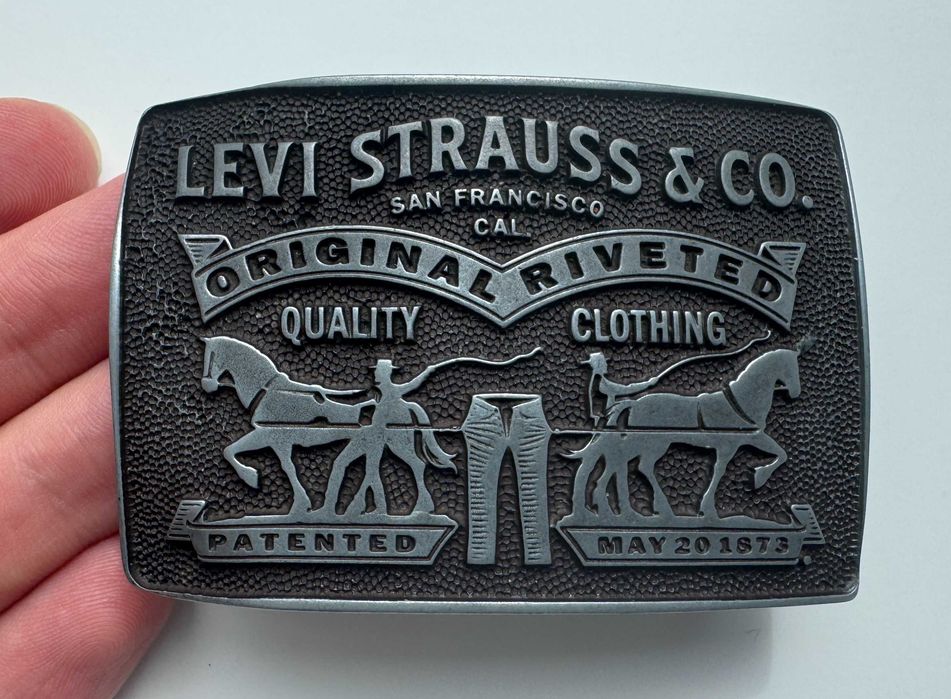 LEVI STRAUSS & CO.
SAN FRANCISCO
CAL.
ORIGINAL RIVETED
QUALITY CLOTHING
PATENTED MAY 20 1873